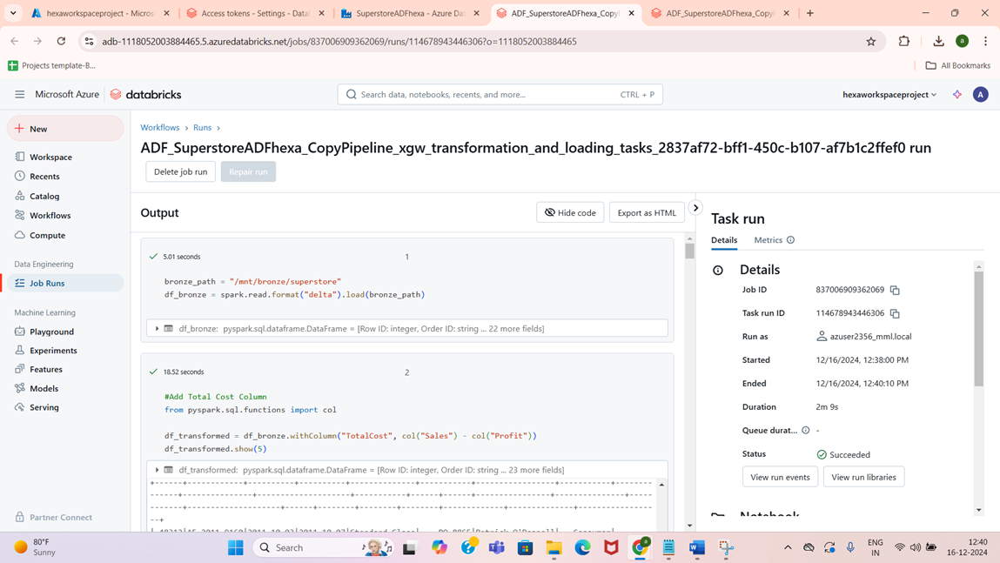 hexaworkspaceproject - Micros
Access tokens - Settings - Data
SuperstoreADFhexa - Azure Dat
ADF_SuperstoreADFhexa_Copy
ADF_SuperstoreADFhexa_Copy
adb-1118052003884465.5.azuredatabricks.net/jobs/837006909362069/runs/114678943446306?o=1118052003884465
a
Projects template-B...
All Bookmarks
Microsoft Azure
databricks
Search data, notebooks, recents, and more...
CTRL + P
hexaworkspaceproject
A
New
Workspace
Recents
Catalog
Workflows
Compute
Data Engineering
Job Runs
Machine Learning
Playground
Experiments
Features
Models
Serving
Partner Connect
Workflows › Runs ›
ADF_SuperstoreADFhexa_CopyPipeline_xgw_transformation_and_loading_tasks_2837af72-bff1-450c-b107-af7b1c2ffef0 run
Delete job run
Repair run
Output
Hide code
Export as HTML
5.01 seconds
1
bronze_path = "/mnt/bronze/superstore"
df_bronze = spark.read.format("delta").load(bronze_path)
df_bronze: pyspark.sql.dataframe.DataFrame = [Row ID: integer, Order ID: string ... 22 more fields]
18.52 seconds
2
#Add Total Cost Column
from pyspark.sql.functions import col
df_transformed = df_bronze.withColumn("TotalCost", col("Sales") - col("Profit"))
df_transformed.show(5)
df_transformed: pyspark.sql.dataframe.DataFrame = [Row ID: integer, Order ID: string ... 23 more fields]
Task run
Details
Metrics
Details
Job ID
837006909362069
Task run ID
114678943446306
Run as
azuser2356_mml.local
Started
12/16/2024, 12:38:00 PM
Ended
12/16/2024, 12:40:10 PM
Duration
2m 9s
Queue durat...
-
Status
Succeeded
View run events
View run libraries
Notebook
80°F
Sunny
Search
a
ENG
IN
12:40
16-12-2024